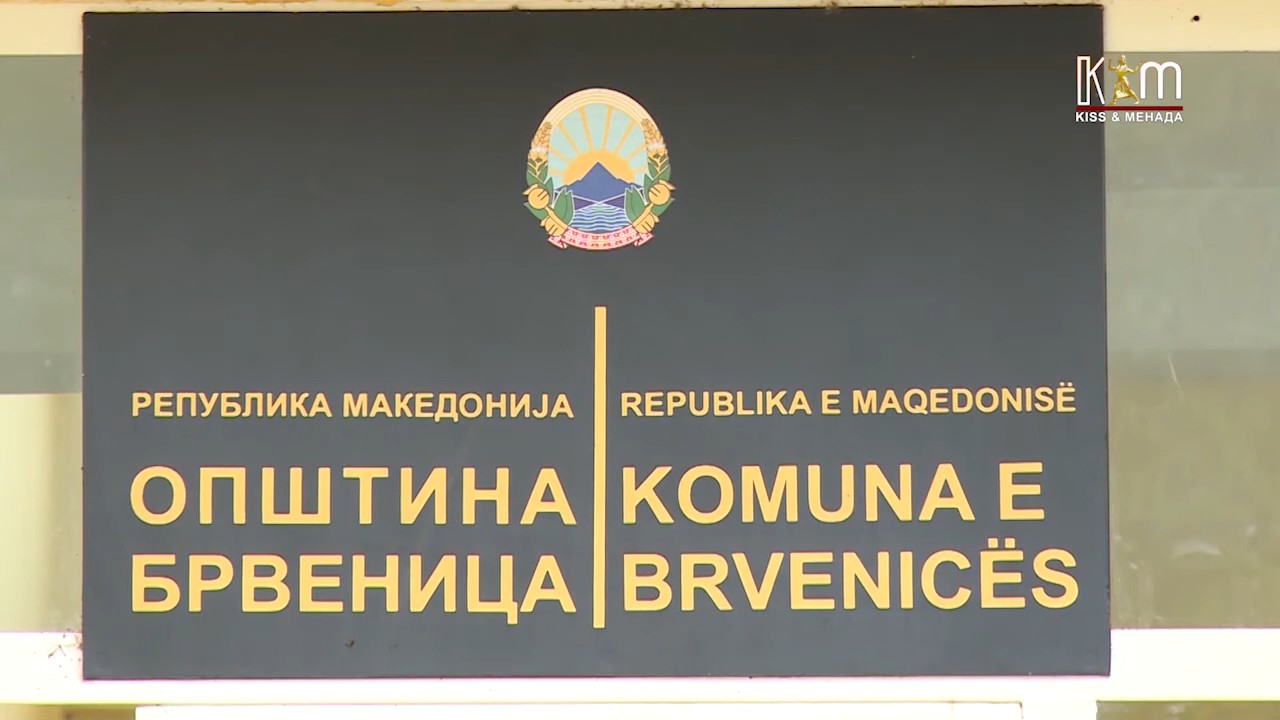 KM
KISS & МЕНАДА
РЕПУБЛИКА МАКЕДОНИЈА
ОПШТИНА
БРВЕНИЦА
REPUBLIKA E MAQEDONISË
KOMUNA E
BRVENICËS